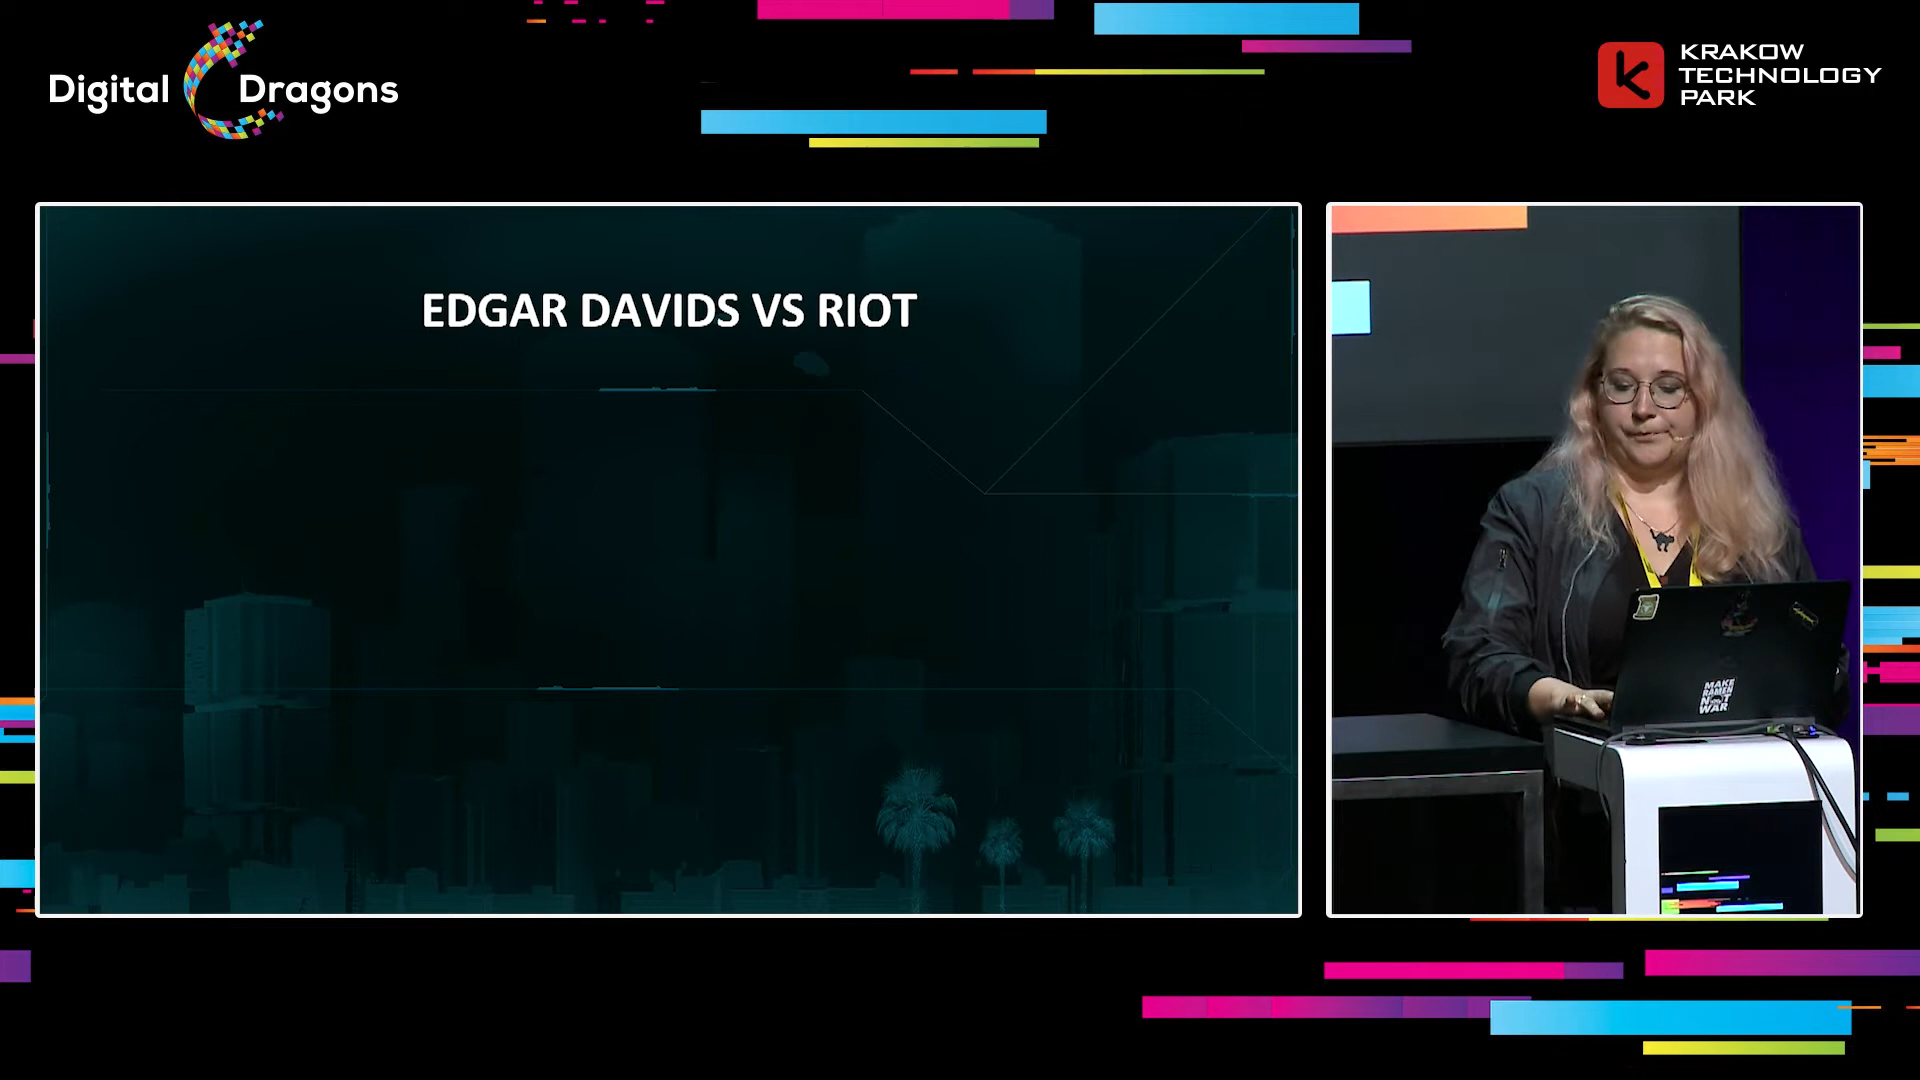 Digital Dragons
KRAKOW
TECHNOLOGY
PARK
EDGAR DAVIDS VS RIOT
MAKE
RAMEN
NOT
WAR